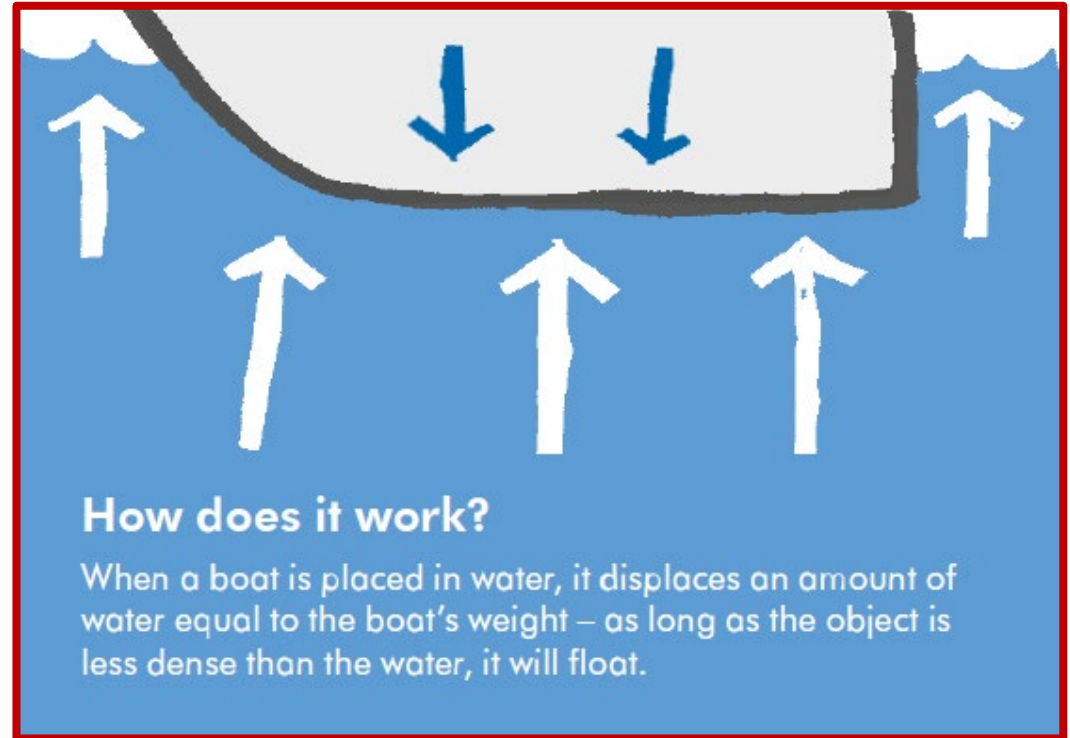 How does it work?
When a boat is placed in water, it displaces an amount of
water equal to the boat’s weight – as long as the object is
less dense than the water, it will float.